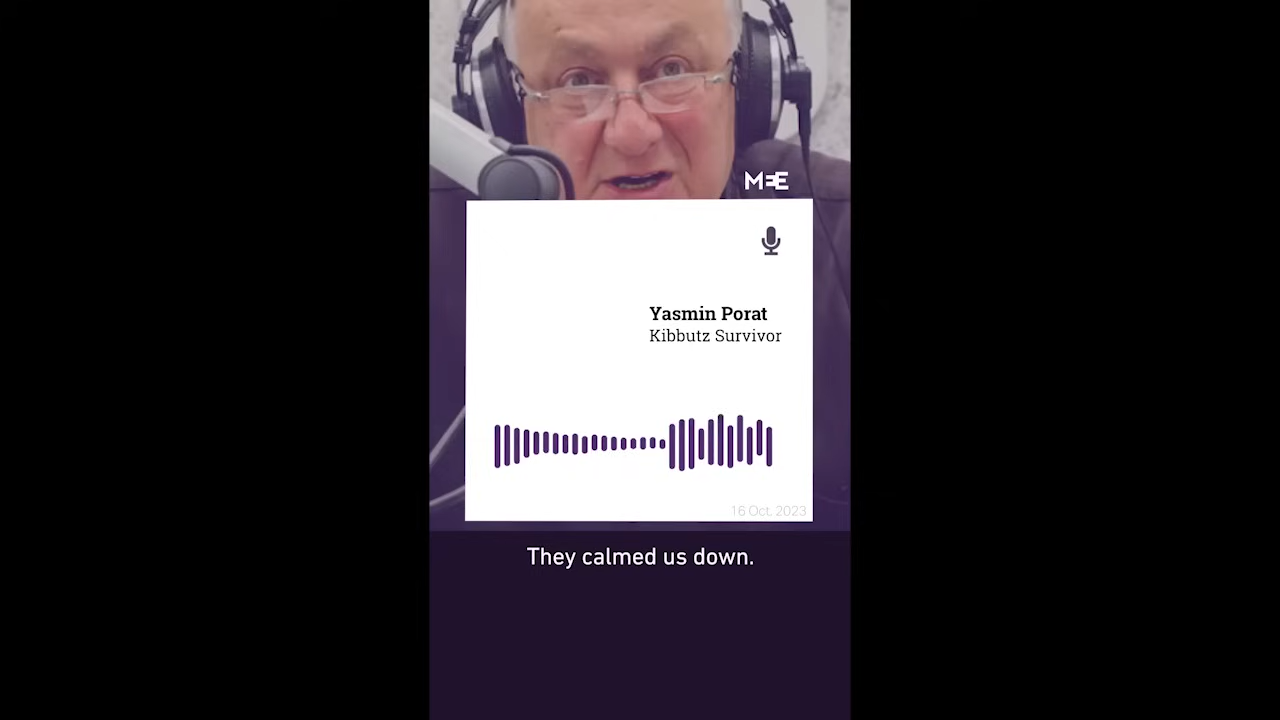 MEE
Yasmin Porat
Kibbutz Survivor
16 Oct. 2023
They calmed us down.